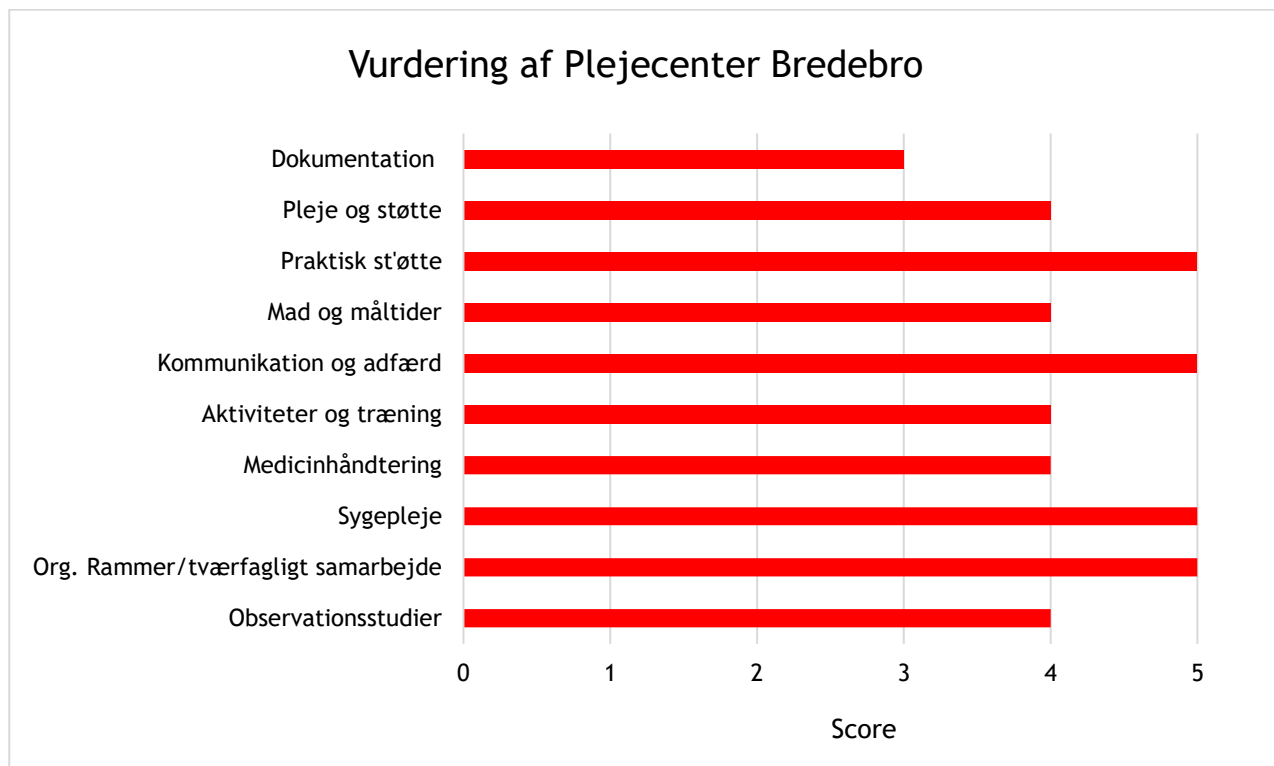 Vurdering af Plejecenter Bredebro
Dokumentation
Pleje og støtte
Praktisk st'øtte
Mad og måltider
Kommunikation og adfærd
Aktiviteter og træning
Medicinhåndtering
Sygepleje
Org. Rammer/tværfagligt samarbejde
Observationsstudier
0 1 2 3 4 5
Score